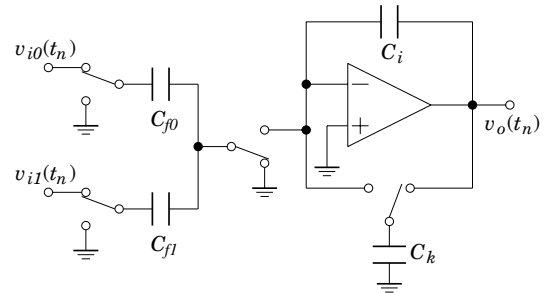 v_{i0}(t_n)
C_{f0}
v_{i1}(t_n)
C_{f1}
C_i
−
+
v_o(t_n)
C_k